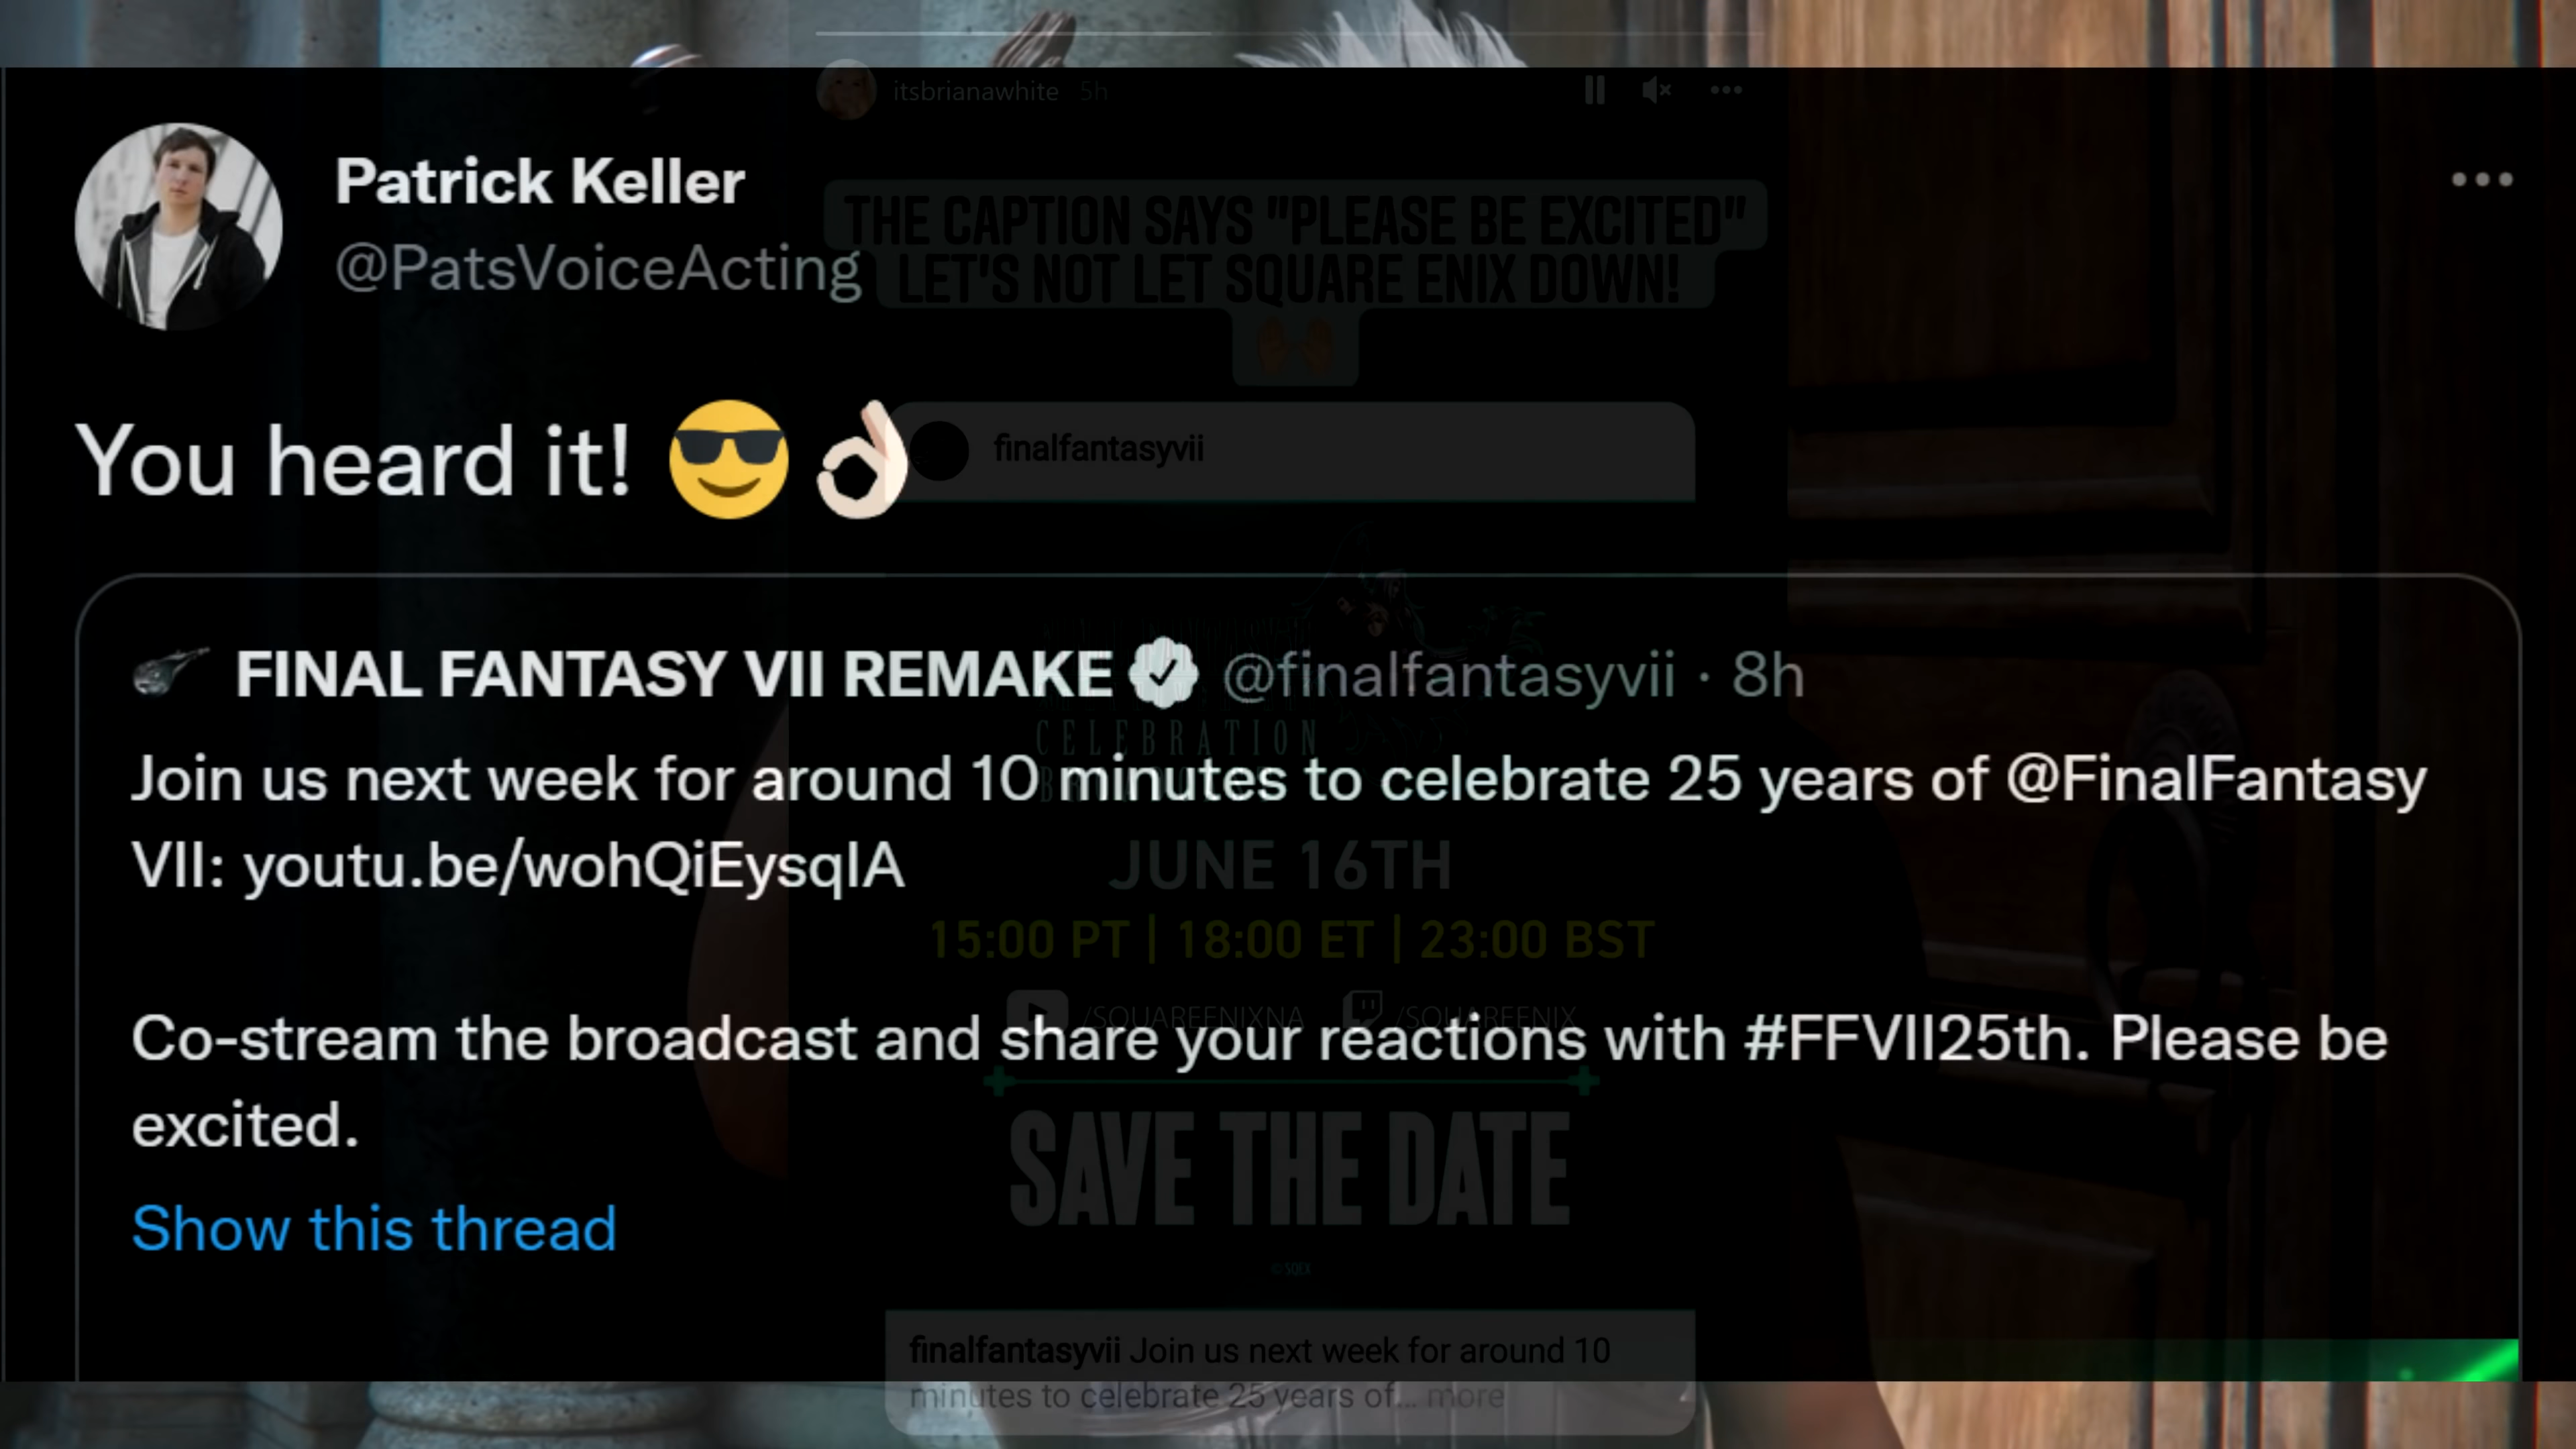 itsbrianawhite 5h
Patrick Keller
@PatsVoiceActing
THE CAPTION SAYS "PLEASE BE EXCITED"
LET'S NOT LET SQUARE ENIX DOWN!
You heard it! 😎👌🏻
finalfantasyvii
FINAL FANTASY VII REMAKE @finalfantasyvii · 8h
CELEBRATION
Join us next week for around 10 minutes to celebrate 25 years of @FinalFantasy
VII: youtu.be/wohQiEysqlA
JUNE 16TH
15:00 PT | 18:00 ET | 23:00 BST
/SQUAREENIXNA /SQUAREENIX
Co-stream the broadcast and share your reactions with #FFVII25th. Please be
excited.
SAVE THE DATE
Show this thread
© SQEX
finalfantasyvii Join us next week for around 10
minutes to celebrate 25 years of... more